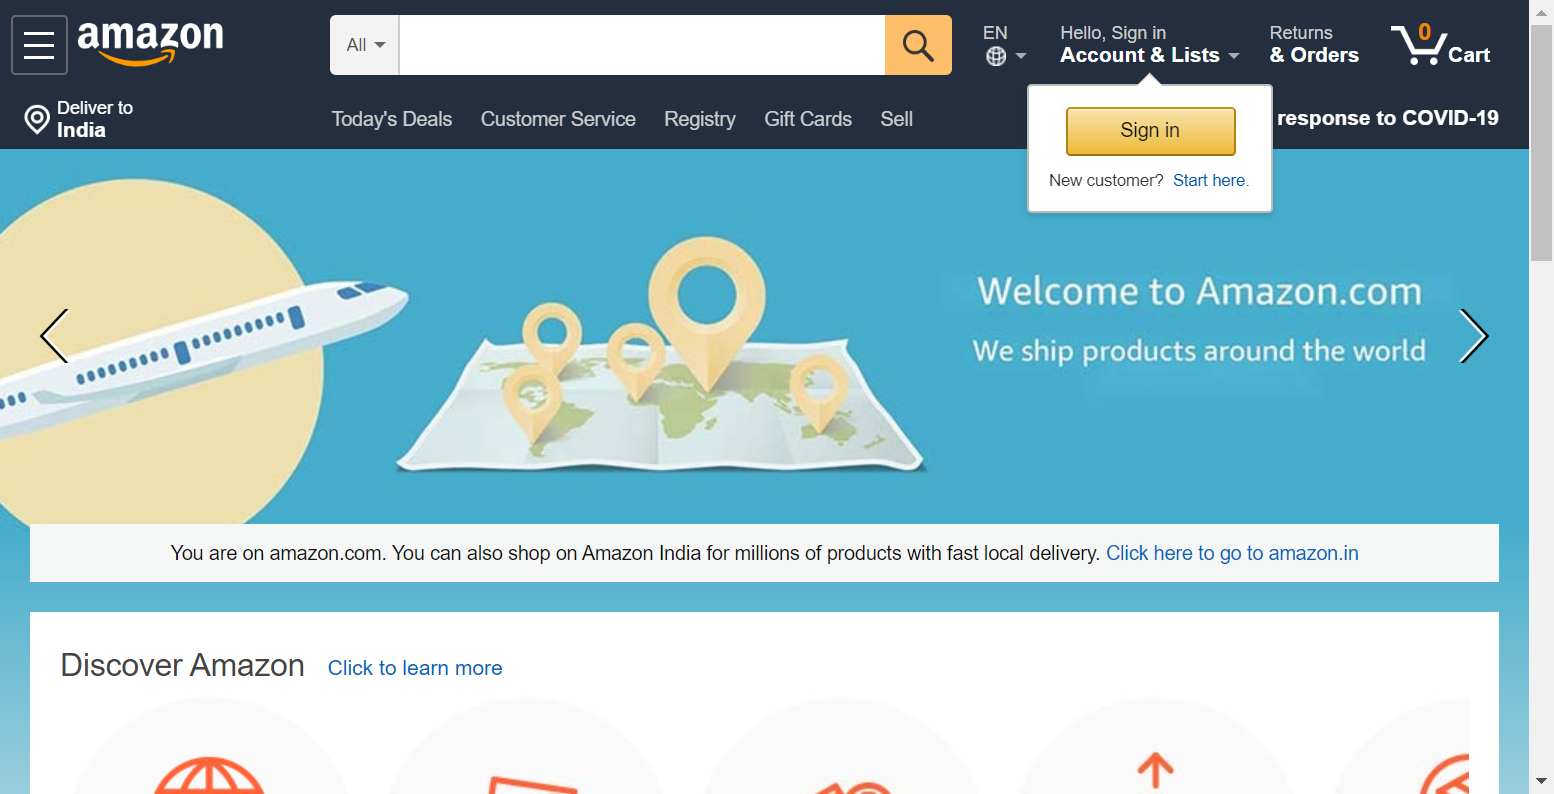 amazon
All
EN
Hello, Sign in
Account & Lists
Returns
& Orders
0
Cart
Deliver to
India
Today's Deals
Customer Service
Registry
Gift Cards
Sell
response to COVID-19
Sign in
New customer? Start here.
Welcome to Amazon.com
We ship products around the world
You are on amazon.com. You can also shop on Amazon India for millions of products with fast local delivery. Click here to go to amazon.in
Discover Amazon Click to learn more